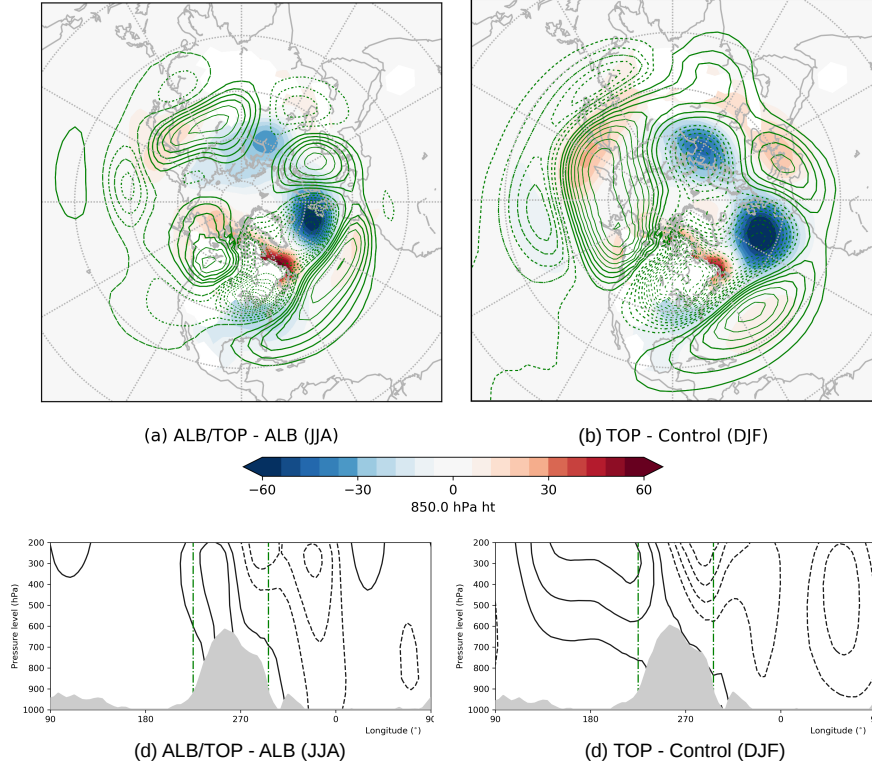 (a) ALB/TOP - ALB (JJA)
(b) TOP - Control (DJF)
−60 −30 0 30 60
850.0 hPa ht
200
300
400
500
600
700
800
900
1000
Pressure level (hPa)
90 180 270 0 90
Longitude (°)
(d) ALB/TOP - ALB (JJA)
200
300
400
500
600
700
800
900
1000
Pressure level (hPa)
90 180 270 0 90
Longitude (°)
(d) TOP - Control (DJF)